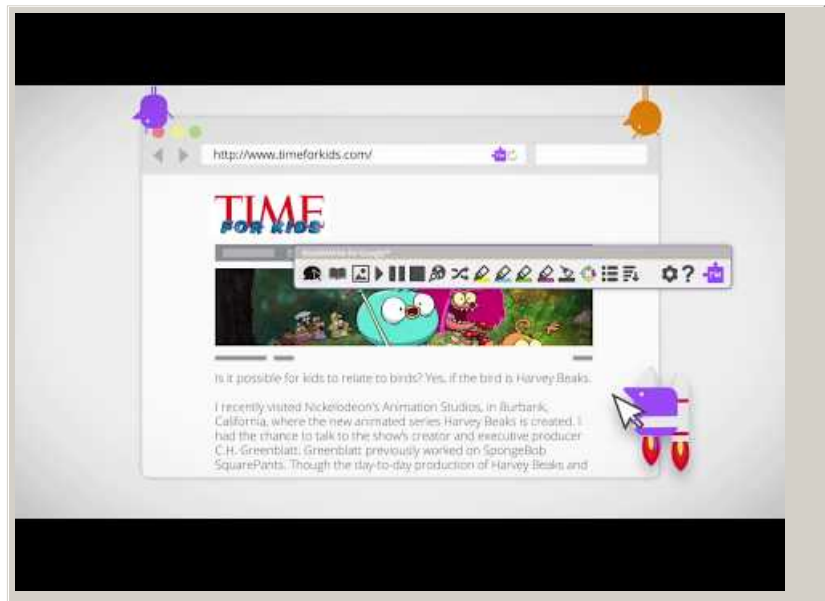 http://www.timeforkids.com/
TIME
FOR KIDS
?
rw
Is it possible for kids to relate to birds? Yes, if the bird is Harvey Beaks.
I recently visited Nickelodeon's Animation Studios, in Burbank,
California, where the new animated series Harvey Beaks is created. I
had the chance to talk to the show's creator and executive producer
C.H. Greenblatt. Greenblatt previously worked on SpongeBob
SquarePants. Though the day-to-day production of Harvey Beaks and